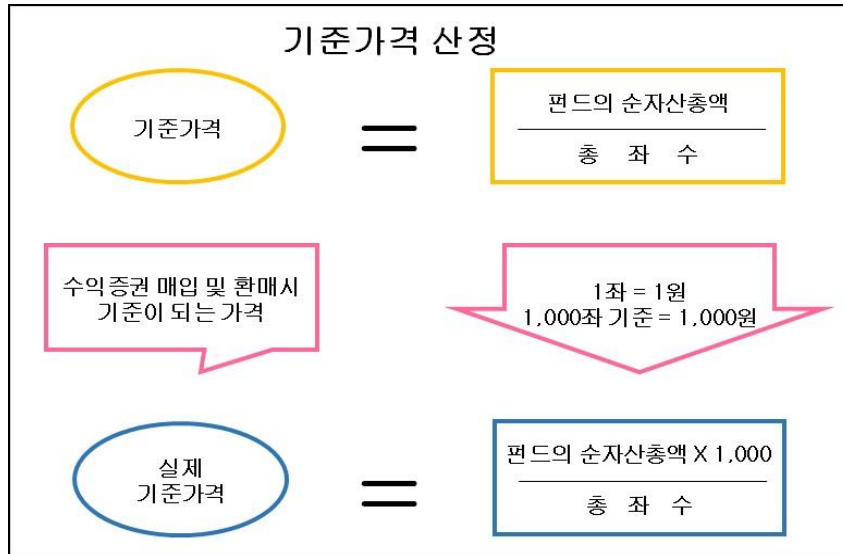 기준가격 산정
기준가격
=
펀드의 순자산총액
총 좌 수
수익증권 매입 및 환매시
기준이 되는 가격
1좌 = 1원
1,000좌 기준 = 1,000원
실제
기준가격
=
펀드의 순자산총액 X 1,000
총 좌 수